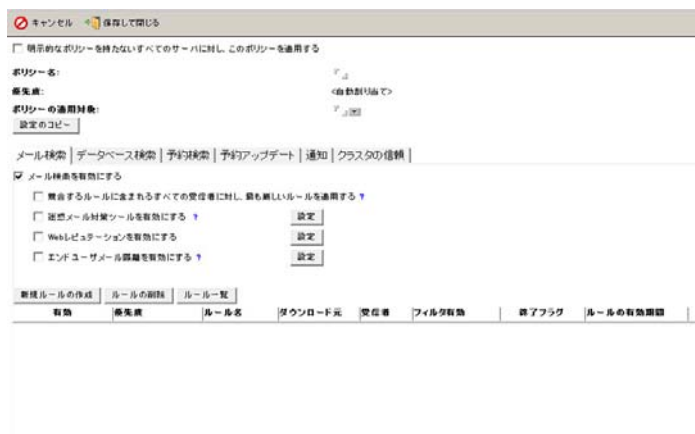 キャンセル 保存して閉じる
明示的なポリシーを持たないすべてのサーバに対し、このポリシーを適用する
ポリシー名:
優先度: <自動割り当て>
ポリシーの適用対象:
設定のコピー
メール検索 データベース検索 予約検索 予約アップデート 通知 クラスタの信頼
メール検索を有効にする
競合するルールに含まれるすべての受信者に対し、最も厳しいルールを適用する ?
迷惑メール対策ツールを有効にする ? 設定
Webレピュテーションを有効にする 設定
エンドユーザメール隔離を有効にする ? 設定
新規ルールの作成 ルールの削除 ルール一覧
有効 優先度 ルール名 ダウンロード元 受信者 フィルタ有効 終了フラグ ルールの有効期間